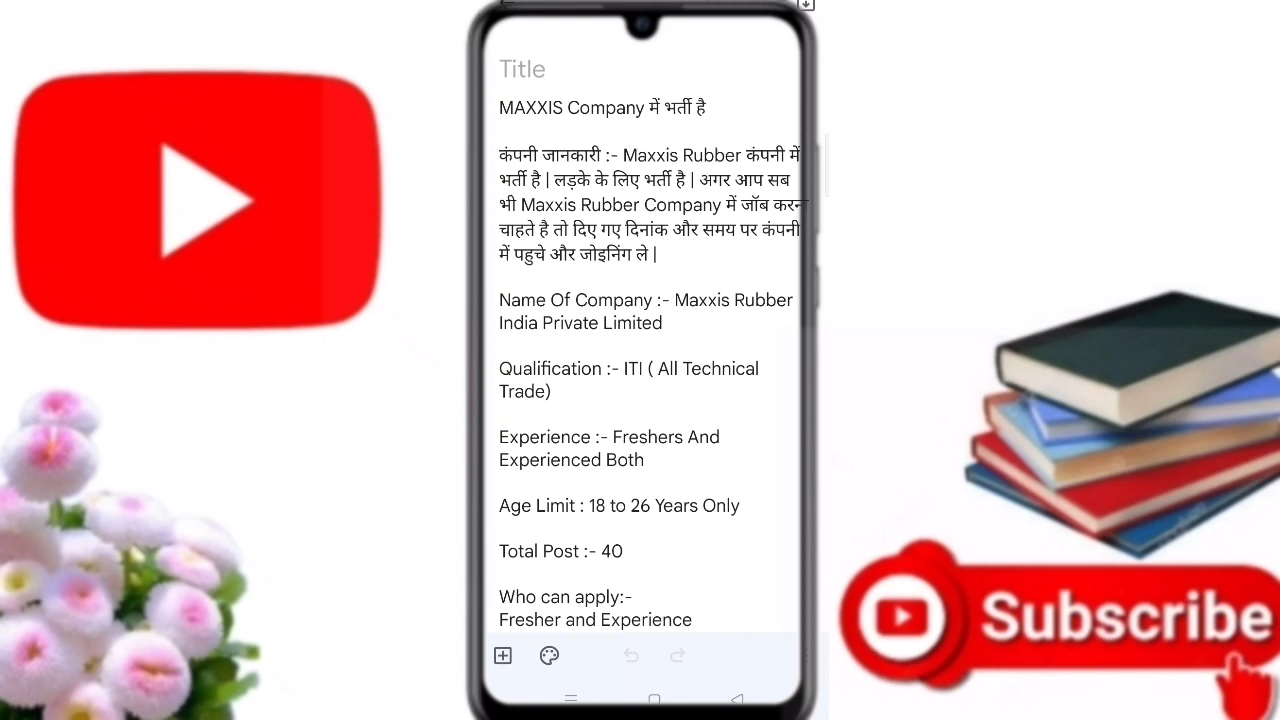 Title
MAXXIS Company में भर्ती है
कंपनी जानकारी :- Maxxis Rubber कंपनी में
भर्ती है | लड़के के लिए भर्ती है | अगर आप सब
भी Maxxis Rubber Company में जॉब करना
चाहते है तो दिए गए दिनांक और समय पर कंपनी
में पहुचे और जोइनिंग ले |
Name Of Company :- Maxxis Rubber
India Private Limited
Qualification :- ITI ( All Technical
Trade)
Experience :- Freshers And
Experienced Both
Age Limit : 18 to 26 Years Only
Total Post :- 40
Who can apply:-
Fresher and Experience
Subscribe